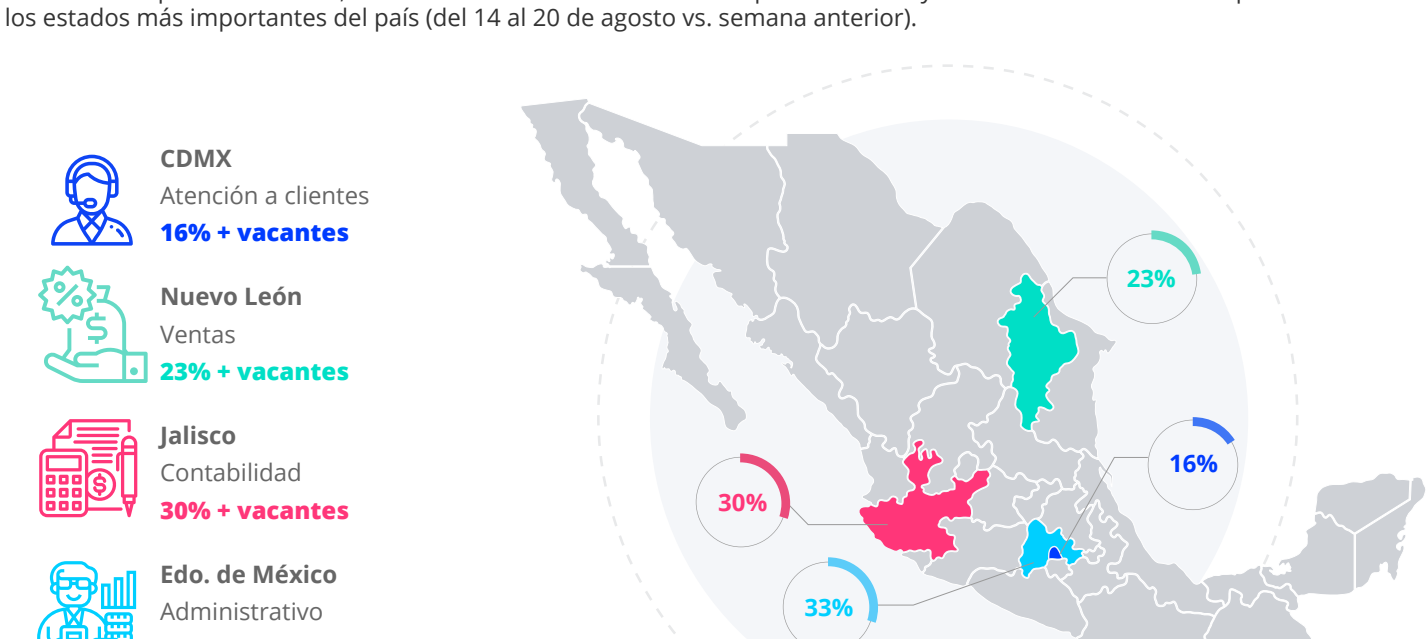 los estados más importantes del país (del 14 al 20 de agosto vs. semana anterior).
CDMX
Atención a clientes
16% + vacantes
Nuevo León
Ventas
23% + vacantes
Jalisco
Contabilidad
30% + vacantes
Edo. de México
Administrativo
23%
16%
30%
33%